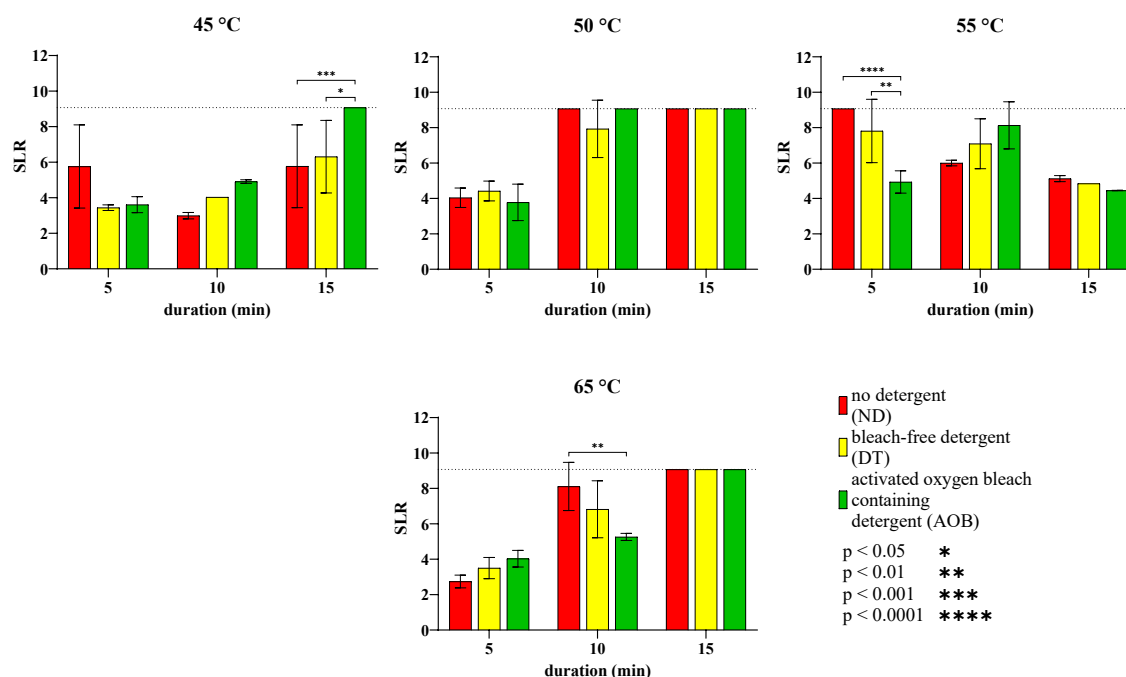 45 °C
12
10
8
6
4
2
0
SLR
***
*
5 10 15
duration (min)
50 °C
12
10
8
6
4
2
0
SLR
5 10 15
duration (min)
55 °C
12
10
8
6
4
2
0
SLR
****
**
5 10 15
duration (min)
65 °C
12
10
8
6
4
2
0
SLR
**
5 10 15
duration (min)
no detergent
(ND)
bleach-free detergent
(DT)
activated oxygen bleach
containing
detergent (AOB)
p < 0.05 *
p < 0.01 **
p < 0.001 ***
p < 0.0001 ****